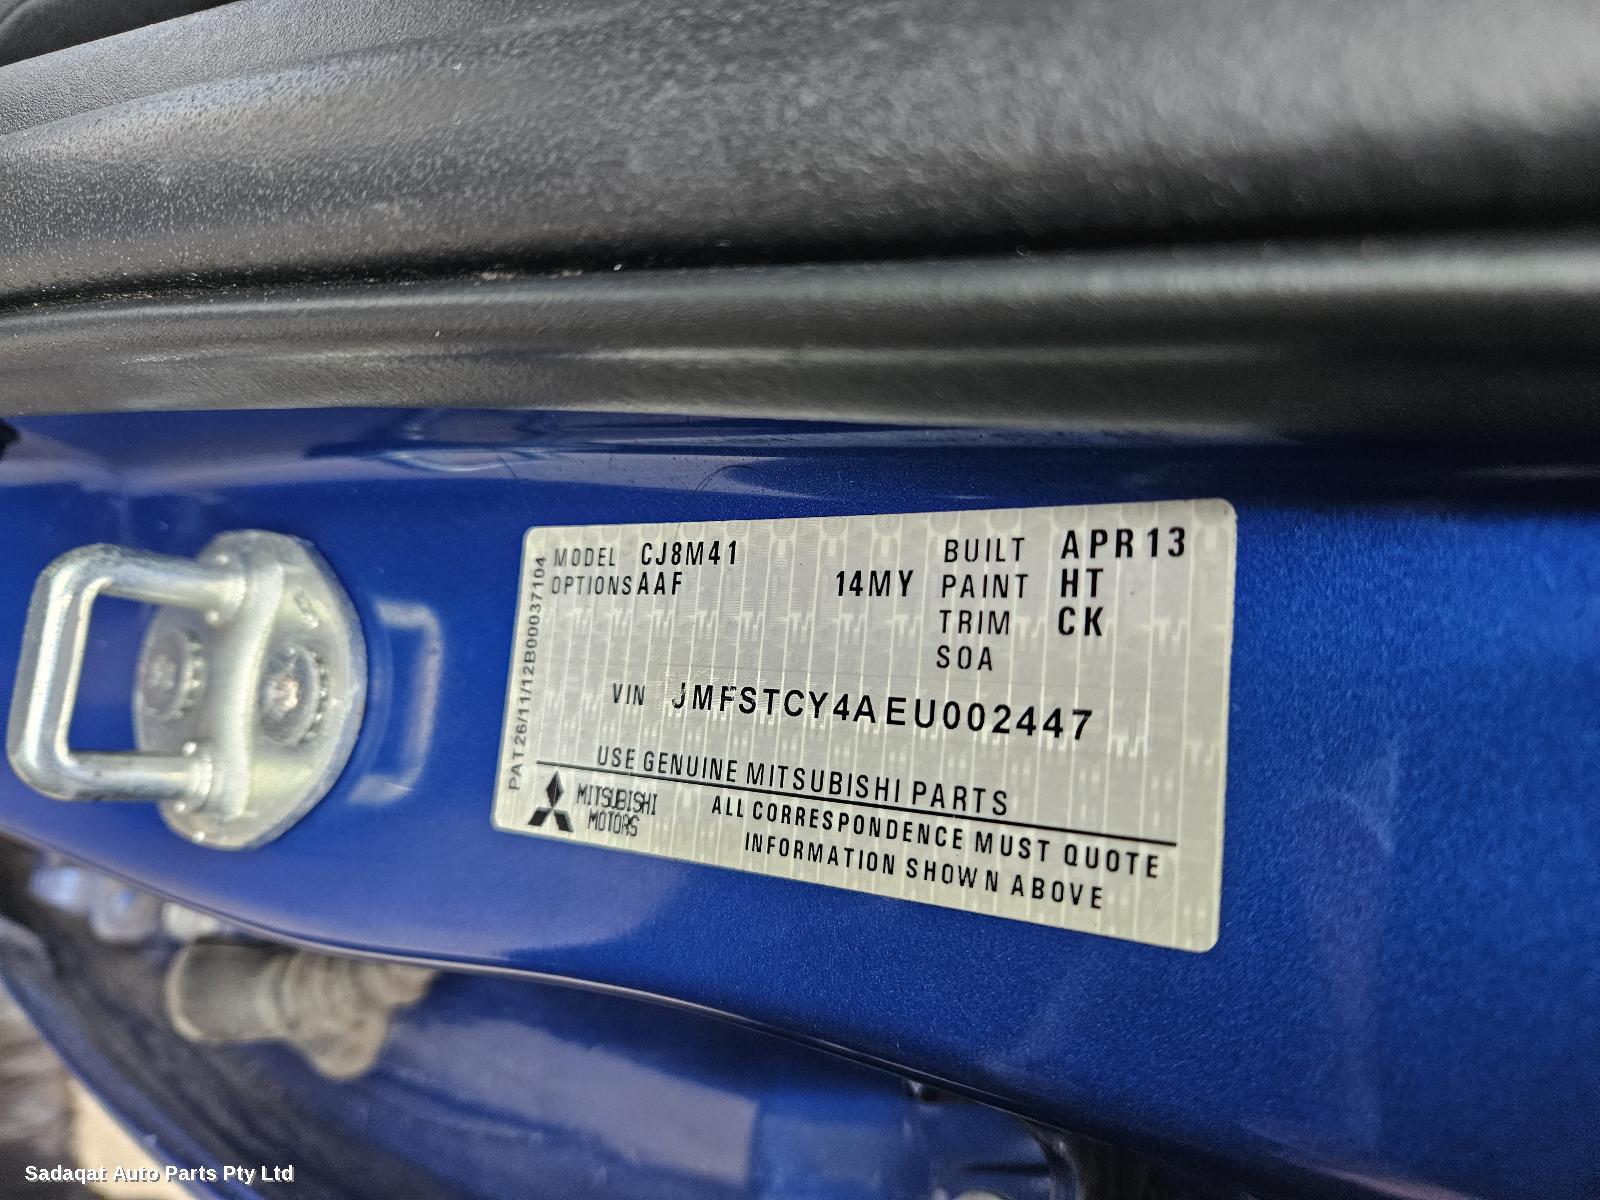 MODEL CJ8M41 BUILT APR13
OPTIONS AAF 14MY PAINT HT
TRIM CK
SOA
VIN JMFSTCY4AEU002447
PAT26/11/12B00037104
USE GENUINE MITSUBISHI PARTS
MITSUBISHI
MOTORS
ALL CORRESPONDENCE MUST QUOTE
INFORMATION SHOWN ABOVE
Sadaqat Auto Parts Pty Ltd